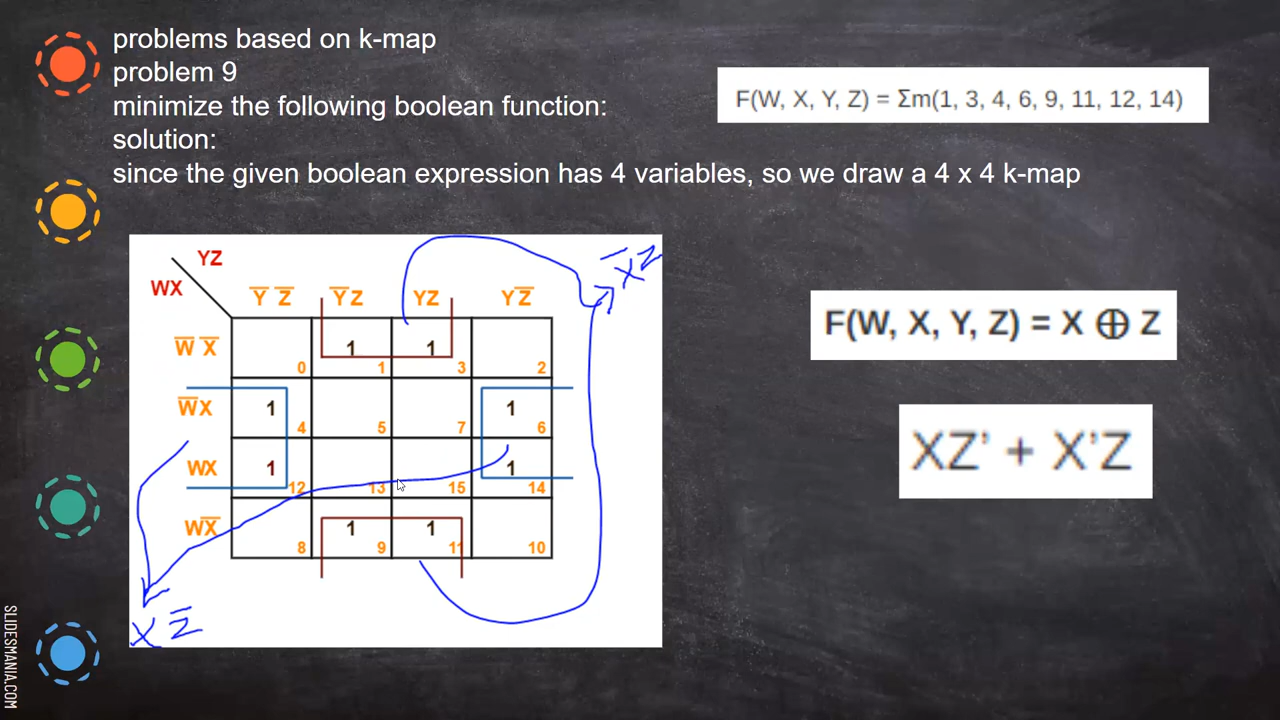 problems based on k-map
problem 9
minimize the following boolean function:
solution:
since the given boolean expression has 4 variables, so we draw a 4 x 4 k-map
F(W, X, Y, Z) = Σm(1, 3, 4, 6, 9, 11, 12, 14)
YZ
WX
X̅Z
Y̅ Z̅ Y̅Z YZ YZ̅
W̅ X̅ 1 1
0 1 3 2
W̅X 1 1
4 5 7 6
WX 1 1
12 13 15 14
WX̅ 1 1
8 9 11 10
XZ̅
F(W, X, Y, Z) = X ⊕ Z
XZ’ + X’Z
SLIDESMANIA.COM